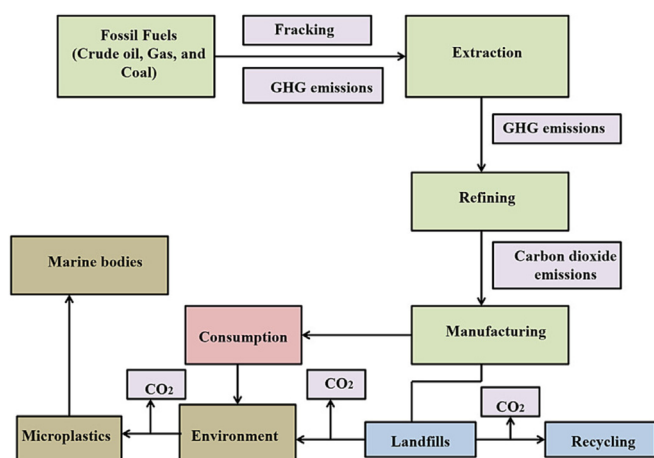 Fossil Fuels
(Crude oil, Gas, and
Coal)
Fracking
GHG emissions
Extraction
GHG emissions
Refining
Carbon dioxide
emissions
Marine bodies
Consumption
Manufacturing
CO2
CO2
CO2
Microplastics
Environment
Landfills
Recycling